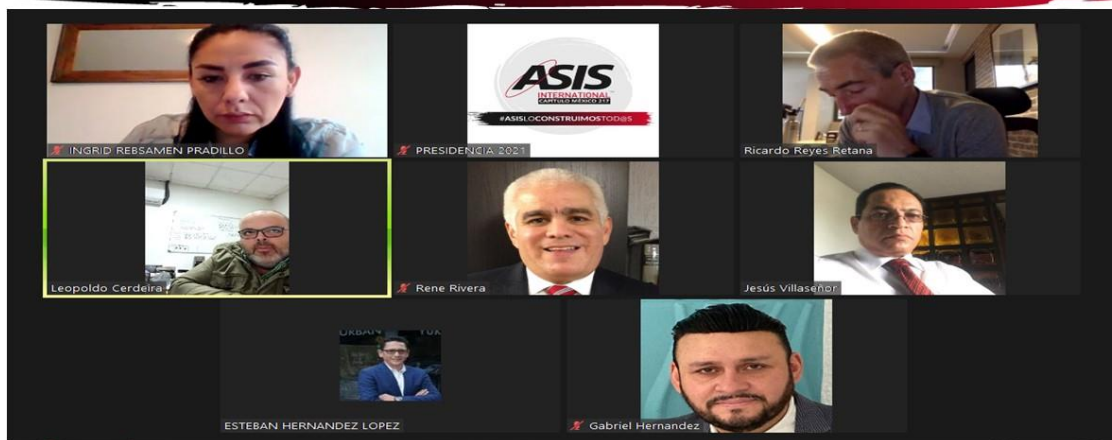 INGRID REBSAMEN PRADILLO
ASIS
INTERNATIONAL
CAPÍTULO MÉXICO 217
#ASISLOCONSTRUIMOSTOD@S
PRESIDENCIA 2021
Ricardo Reyes Retana
Leopoldo Cerdeira
Rene Rivera
Jesús Villaseñor
URBAN
ESTEBAN HERNANDEZ LOPEZ
Gabriel Hernandez